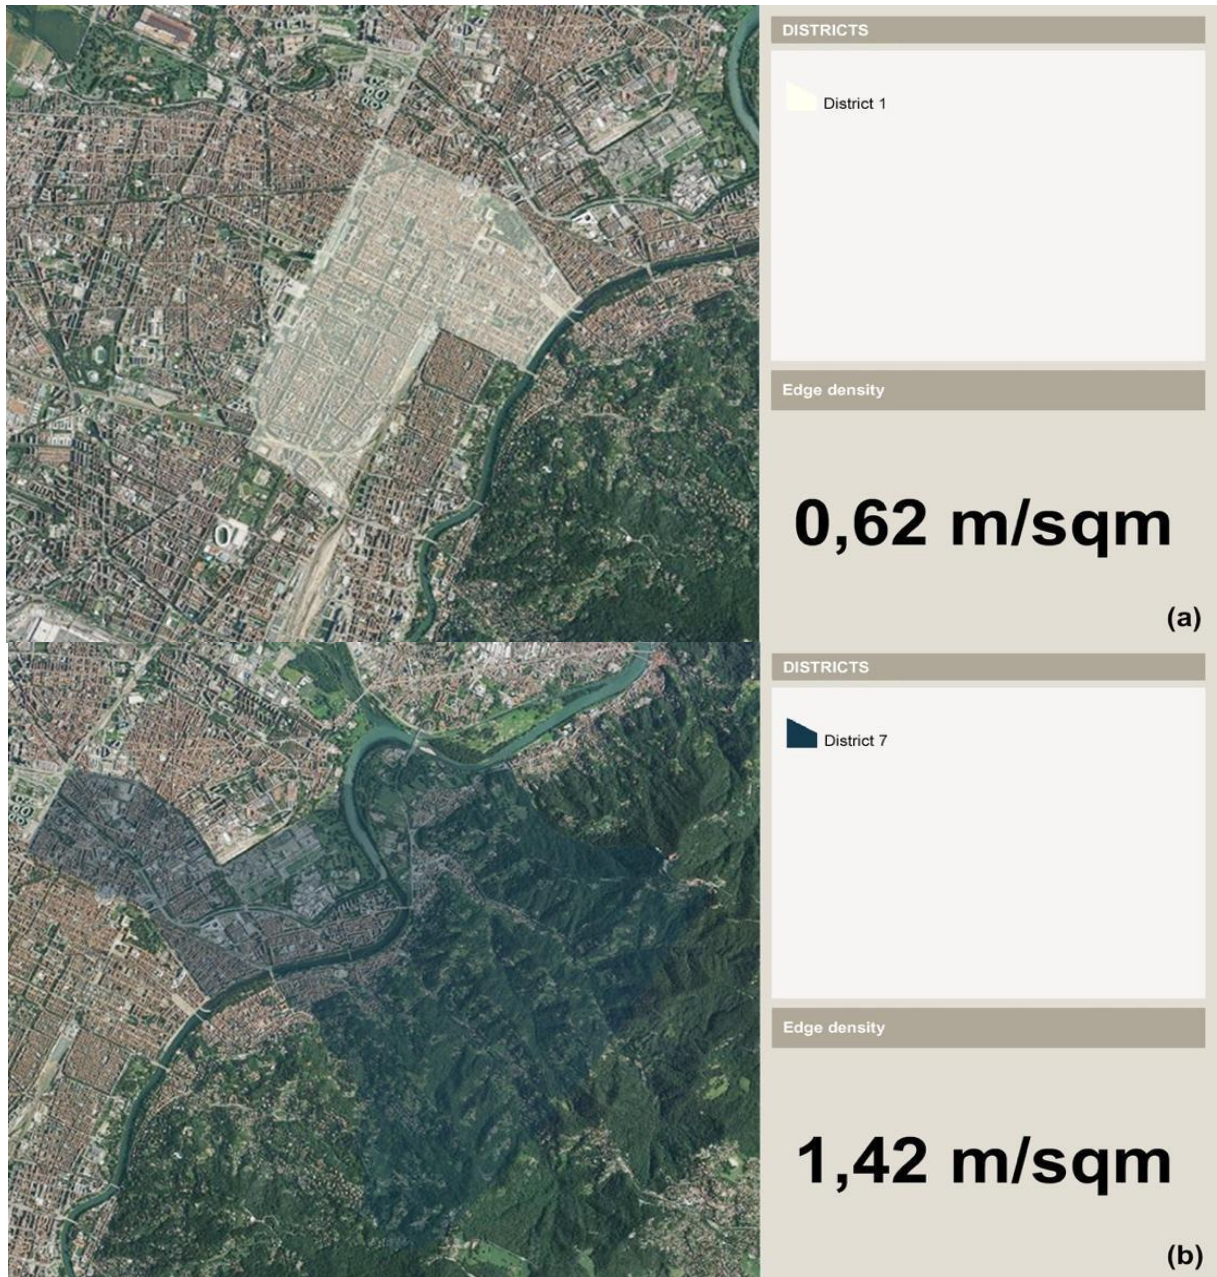 DISTRICTS
District 1
Edge density
0,62 m/sqm
(a)
DISTRICTS
District 7
Edge density
1,42 m/sqm
(b)